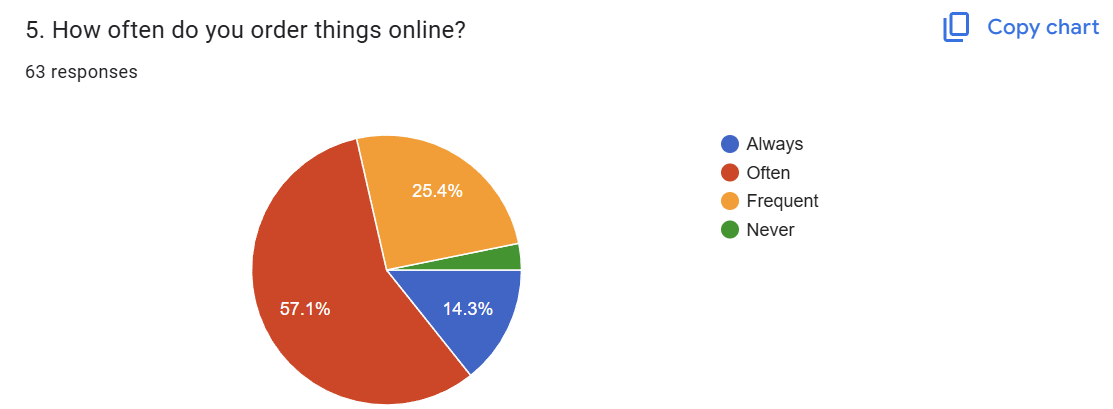 5. How often do you order things online?
Copy chart
63 responses
Always
Often
Frequent
Never
25.4%
57.1%
14.3%